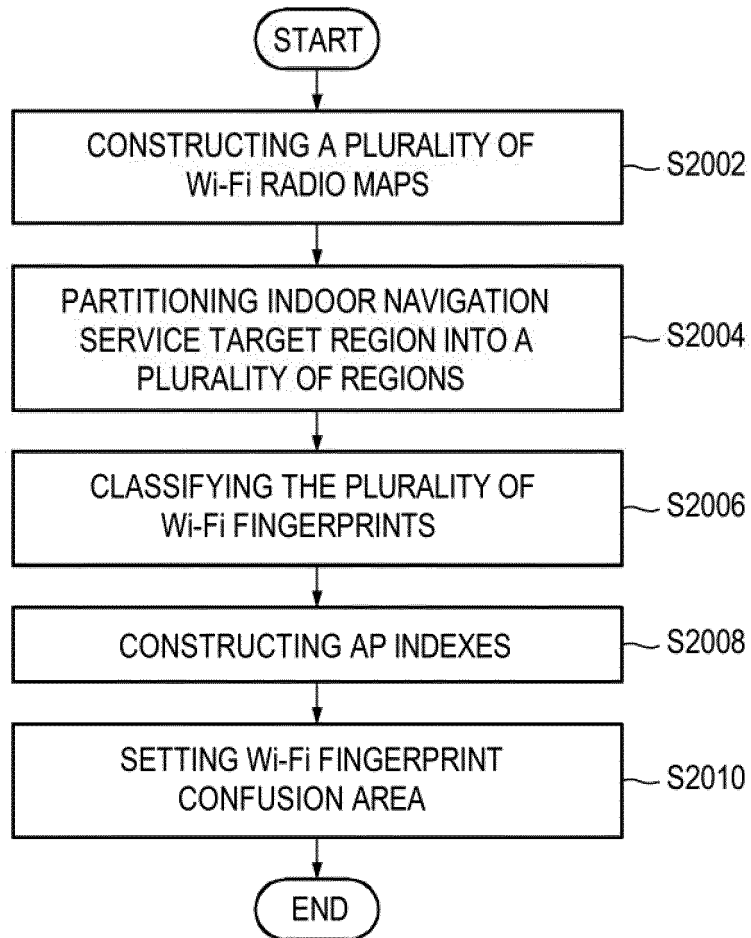 START
CONSTRUCTING A PLURALITY OF
Wi-Fi RADIO MAPS
S2002
PARTITIONING INDOOR NAVIGATION
SERVICE TARGET REGION INTO A
PLURALITY OF REGIONS
S2004
CLASSIFYING THE PLURALITY OF
Wi-Fi FINGERPRINTS
S2006
CONSTRUCTING AP INDEXES
S2008
SETTING Wi-Fi FINGERPRINT
CONFUSION AREA
S2010
END